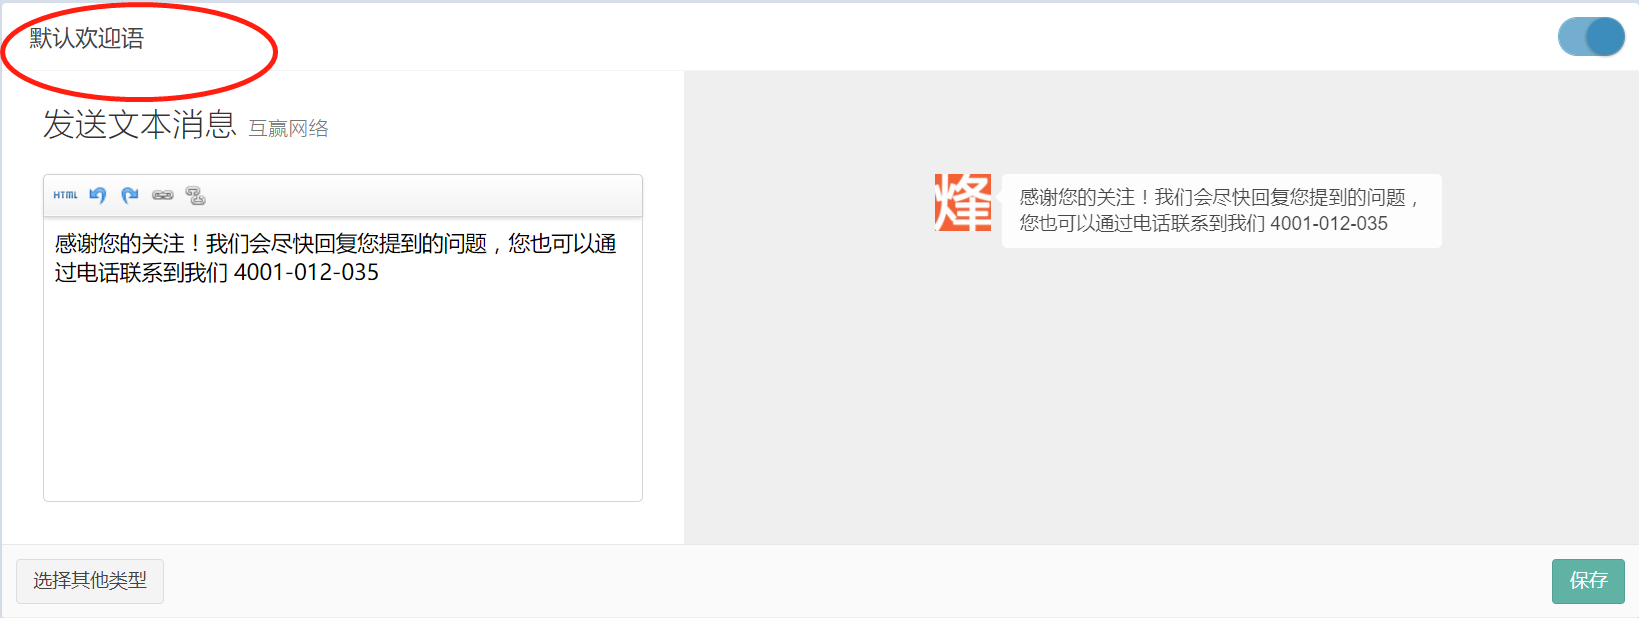 默认欢迎语
发送文本消息 互赢网络
HTML
感谢您的关注！我们会尽快回复您提到的问题，您也可以通
过电话联系到我们 4001-012-035
烽
感谢您的关注！我们会尽快回复您提到的问题，
您也可以通过电话联系到我们 4001-012-035
选择其他类型
保存